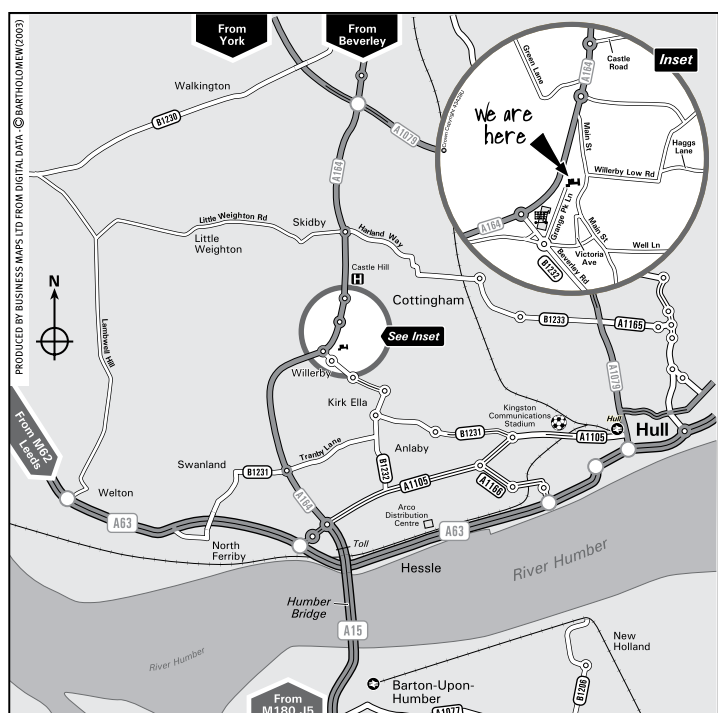 PRODUCED BY BUSINESS MAPS LTD FROM DIGITAL DATA - © BARTHOLOMEW(2003)
From
York
From
Beverley
Walkington
B1230
A1079
A164
Little Weighton Rd
Little
Weighton
Skidby
Harland Way
Castle Hill
H
Cottingham
N
Lambwell Hill
See Inset
Willerby
Kirk Ella
B1233
A1165
A1079
Kingston
Communications
Stadium
Hull
Hull
B1231
A1105
Anlaby
Tranby Lane
Swanland
B1231
B1232
A1105
A1166
A164
From M62
Leeds
Welton
A63
Arco
Distribution
Centre
A63
North
Ferriby
Toll
Hessle
River Humber
Humber
Bridge
A15
River Humber
New
Holland
B1206
Barton-Upon-
Humber
A1077
From
M180 J5
Inset
Green Lane
Castle
Road
A164
We are
here
Main St
Haggs
Lane
Willerby Low Rd
Grange Pk Ln
A164
Main St
Well Ln
Victoria
Ave
Beverley Rd
B1232